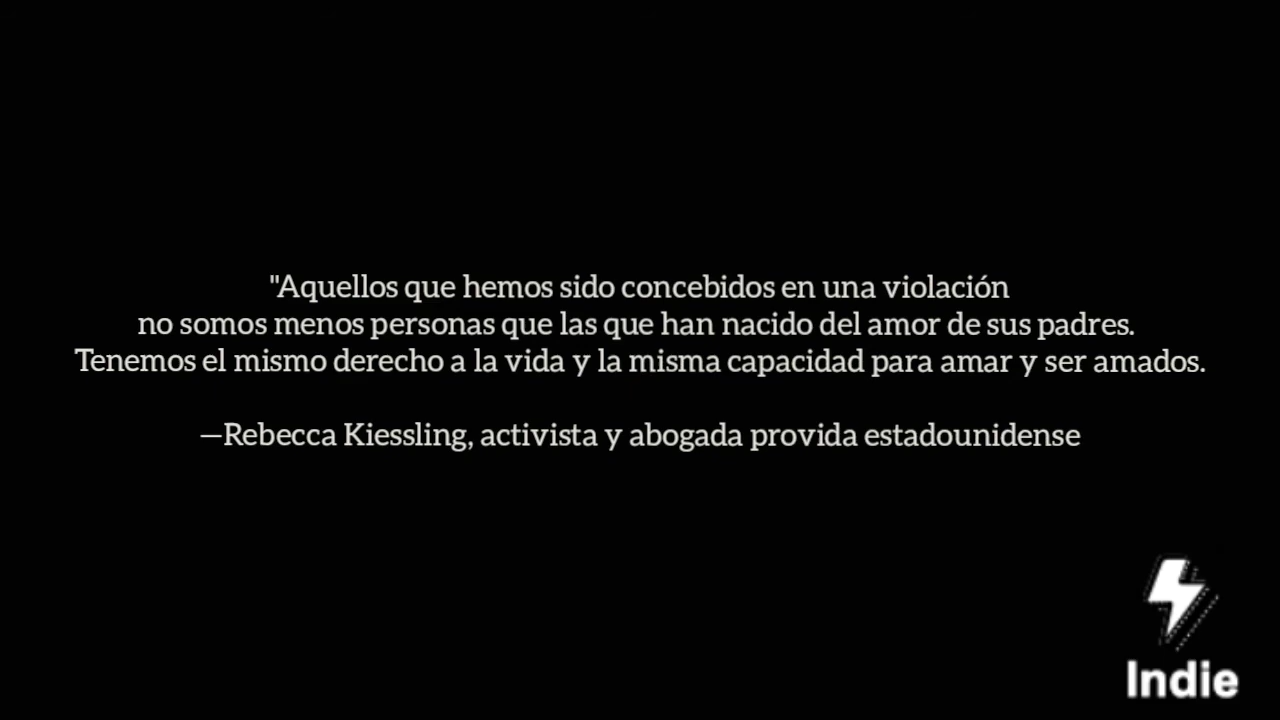 "Aquellos que hemos sido concebidos en una violación
no somos menos personas que las que han nacido del amor de sus padres.
Tenemos el mismo derecho a la vida y la misma capacidad para amar y ser amados.
—Rebecca Kiessling, activista y abogada provida estadounidense
Indie